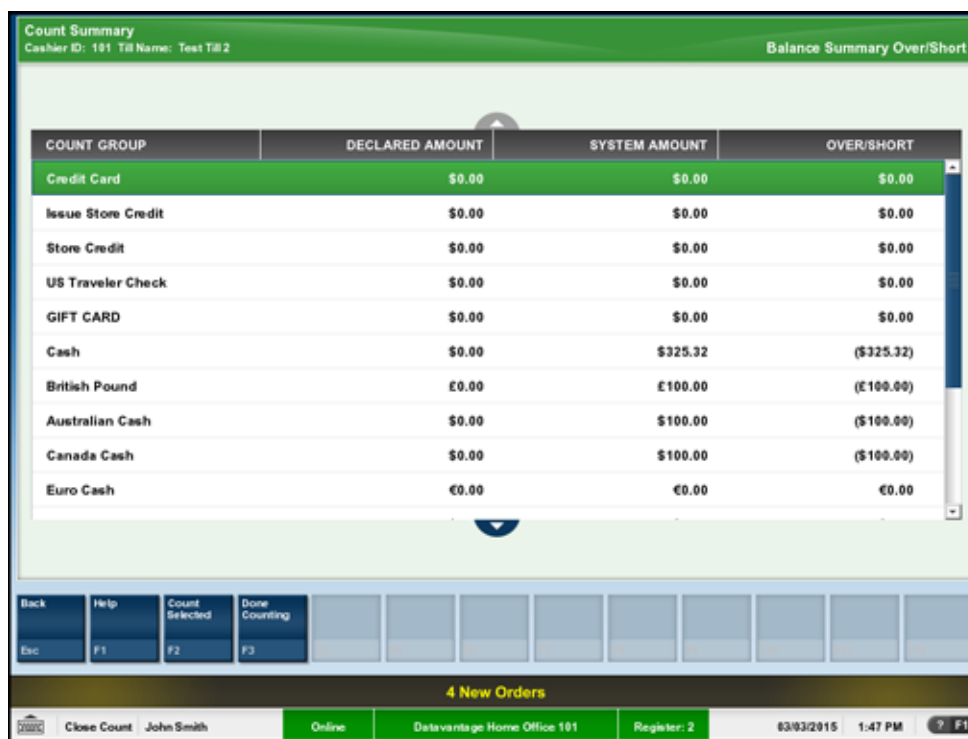 Count Summary
Cashier ID: 101 Till Name: Test Till 2
Balance Summary Over/Short
COUNT GROUP DECLARED AMOUNT SYSTEM AMOUNT OVER/SHORT
Credit Card $0.00 $0.00 $0.00
Issue Store Credit $0.00 $0.00 $0.00
Store Credit $0.00 $0.00 $0.00
US Traveler Check $0.00 $0.00 $0.00
GIFT CARD $0.00 $0.00 $0.00
Cash $0.00 $325.32 ($325.32)
British Pound £0.00 £100.00 (£100.00)
Australian Cash $0.00 $100.00 ($100.00)
Canada Cash $0.00 $100.00 ($100.00)
Euro Cash €0.00 €0.00 €0.00
Back Help Count Selected Done Counting
Esc F1 F2 F3
4 New Orders
Close Count John Smith Online Datavantage Home Office 101 Register: 2 03/03/2015 1:47 PM ? F1